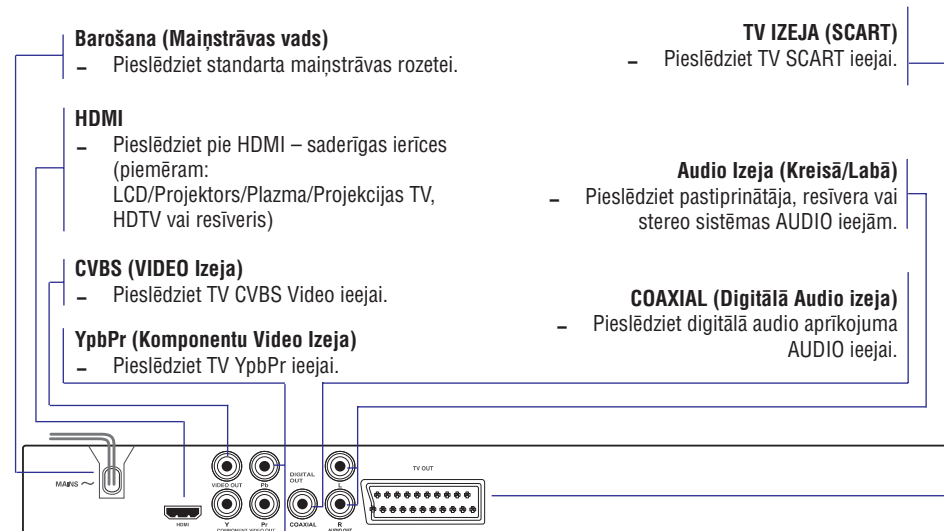 Barošana (Maiņstrāvas vads)
– Pieslēdziet standarta maiņstrāvas rozetei.
HDMI
– Pieslēdziet pie HDMI – saderīgas ierīces
(piemēram:
LCD/Projektors/Plazma/Projekcijas TV,
HDTV vai resīveris)
CVBS (VIDEO Izeja)
– Pieslēdziet TV CVBS Video ieejai.
YpbPr (Komponentu Video Izeja)
– Pieslēdziet TV YpbPr ieejai.
TV IZEJA (SCART)
– Pieslēdziet TV SCART ieejai.
Audio Izeja (Kreisā/Labā)
– Pieslēdziet pastiprinātāja, resīvera vai
stereo sistēmas AUDIO ieejām.
COAXIAL (Digitālā Audio izeja)
– Pieslēdziet digitālā audio aprīkojuma
AUDIO ieejai.
MAINS ~
HDMI
VIDEO OUT
Pb
DIGITAL
OUT
L
TV OUT
Y
Pr
COAXIAL
R
COMPONENT VIDEO OUT
AUDIO OUT